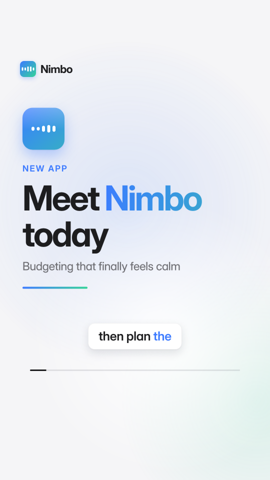 Nimbo
NEW APP
Meet Nimbo
today
Budgeting that finally feels calm
then plan the